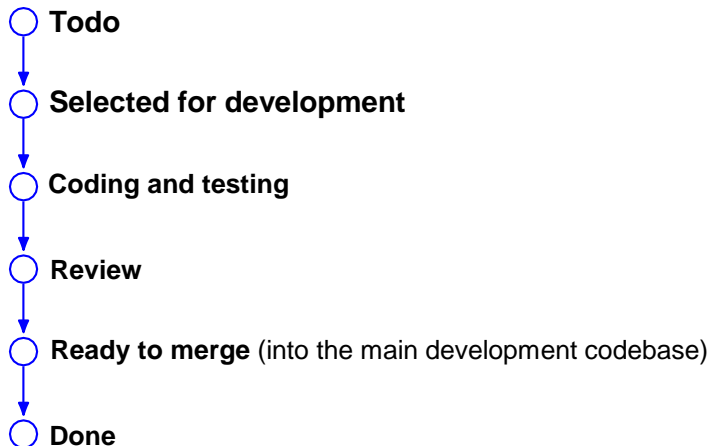 Todo
Selected for development
Coding and testing
Review
Ready to merge (into the main development codebase)
Done